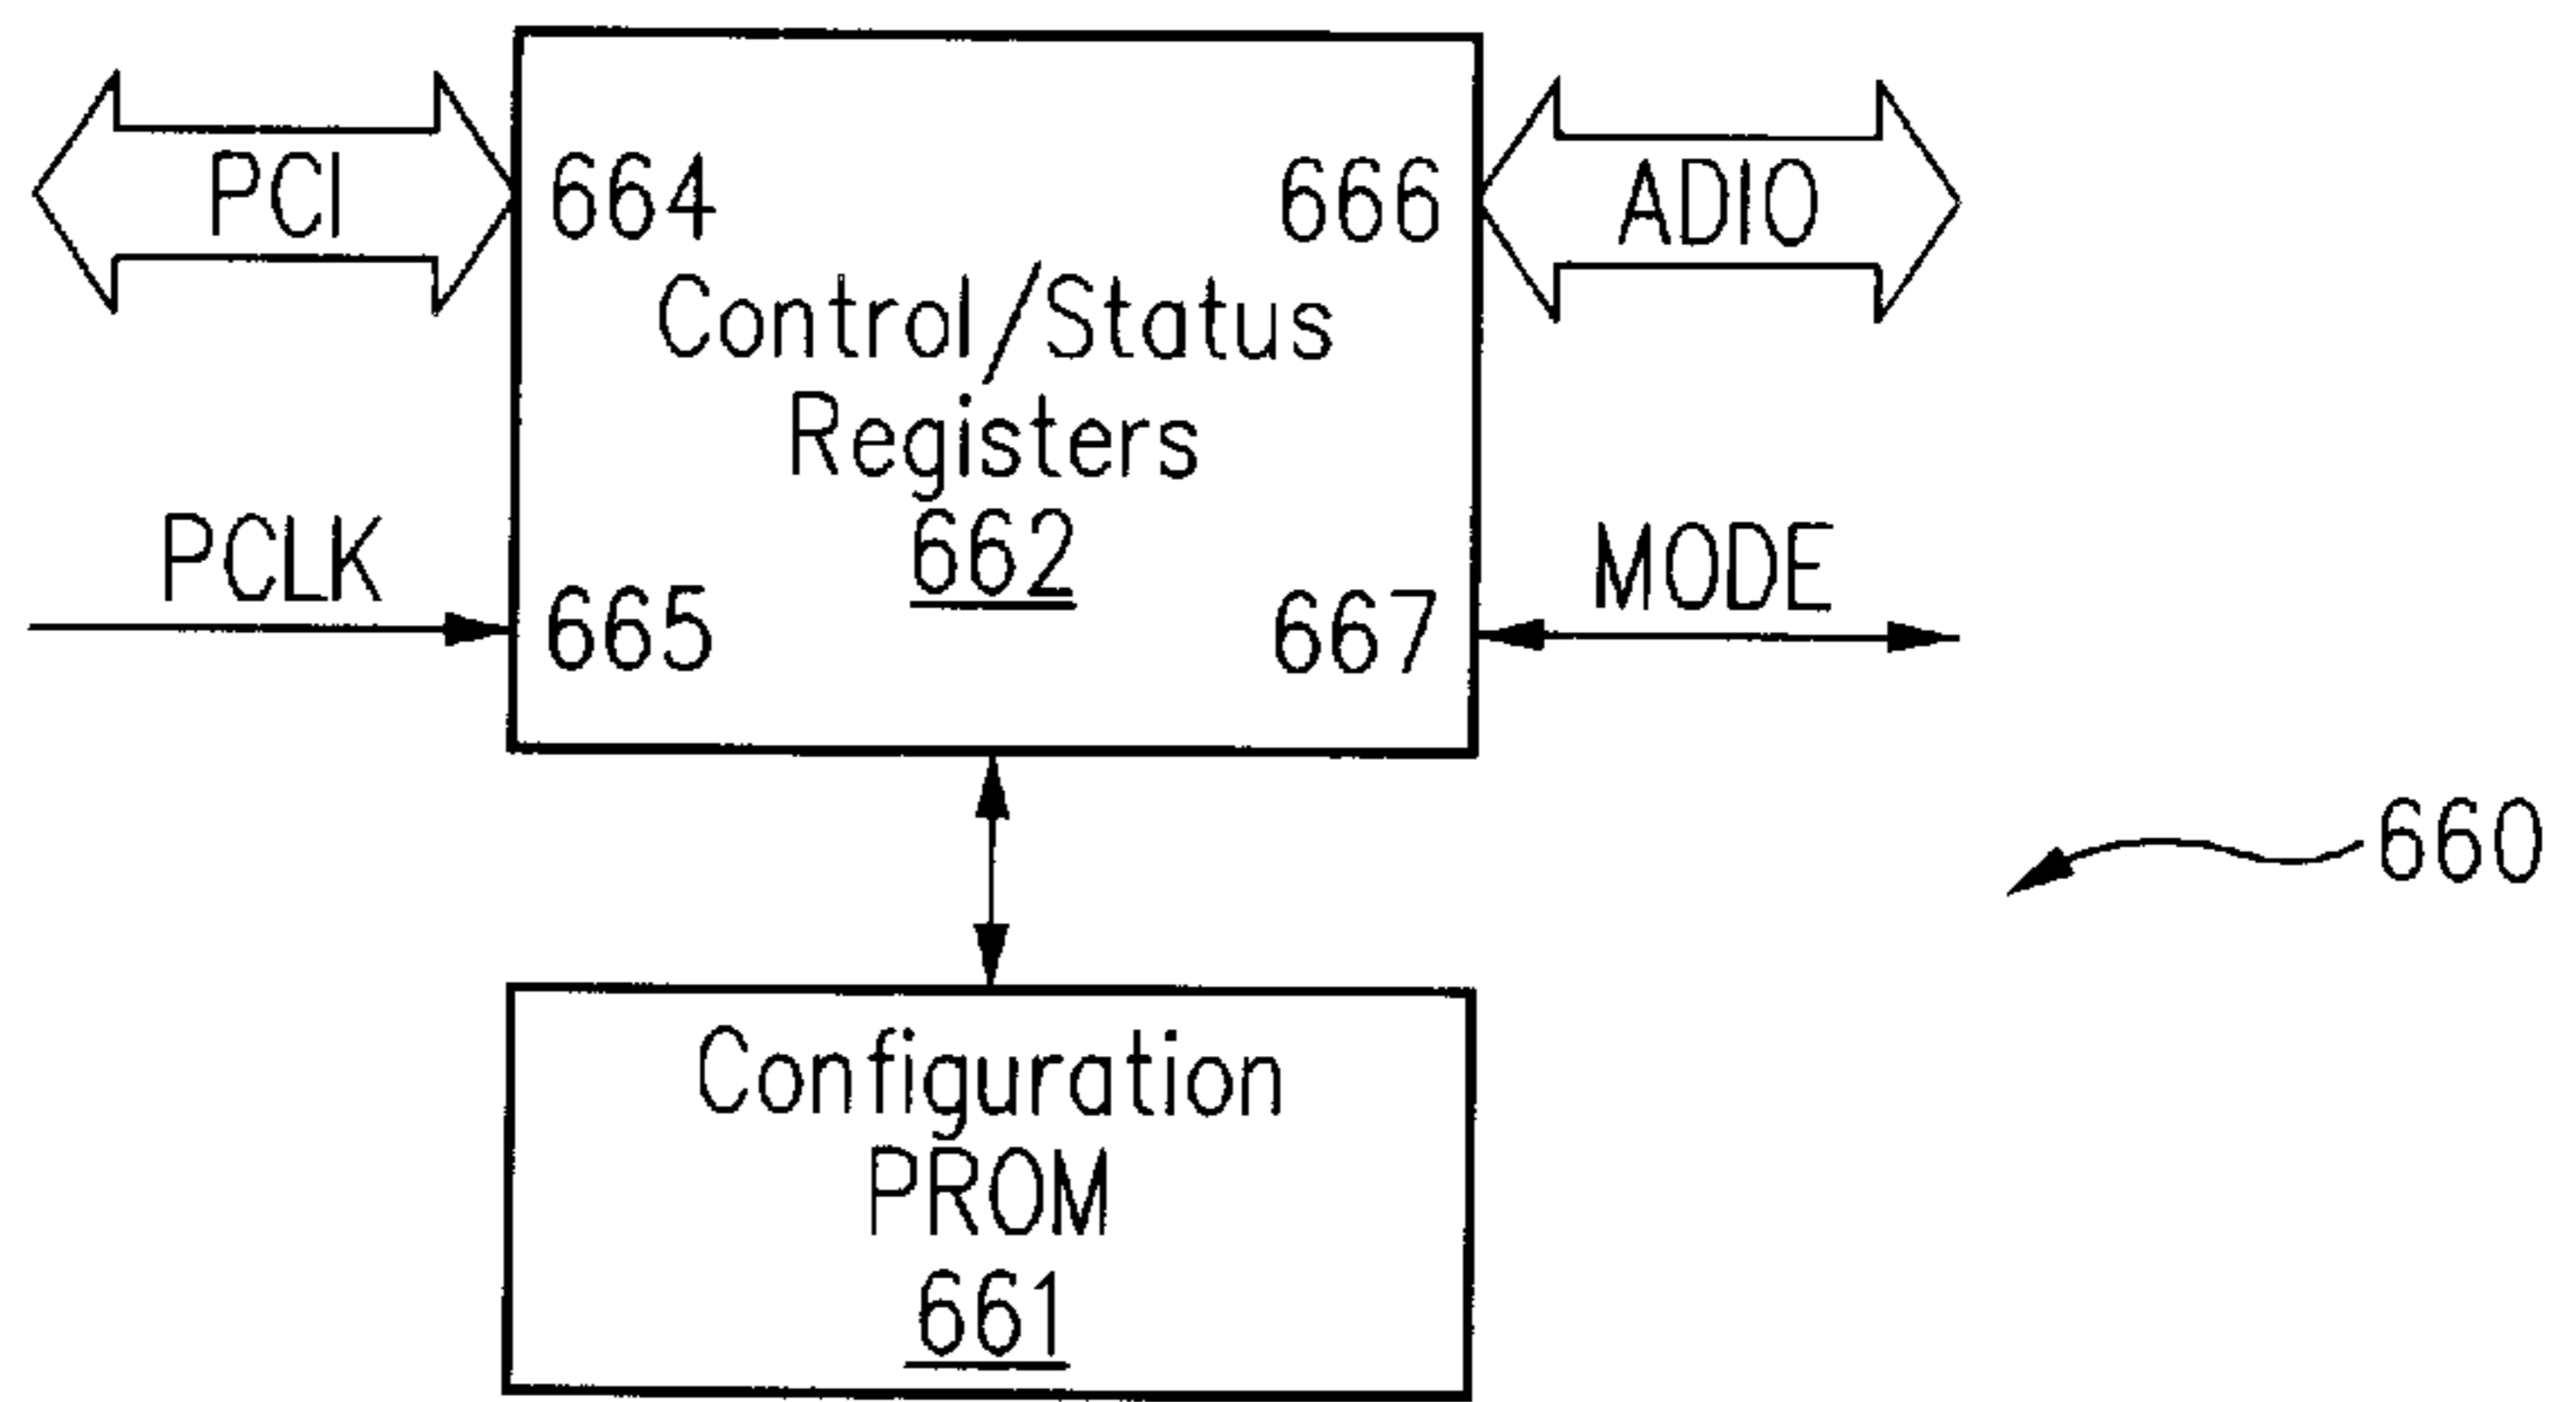 PCI
664
666
ADIO
Control/Status
Registers
662
PCLK
665
667
MODE
660
Configuration
PROM
661